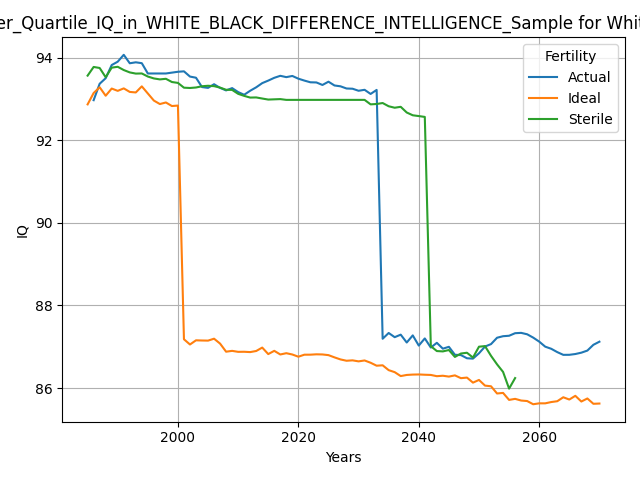 er_Quartile_IQ_in_WHITE_BLACK_DIFFERENCE_INTELLIGENCE_Sample for Whit
94
92
90
88
86
IQ
2000
2020
2040
2060
Years
Fertility
Actual
Ideal
Sterile